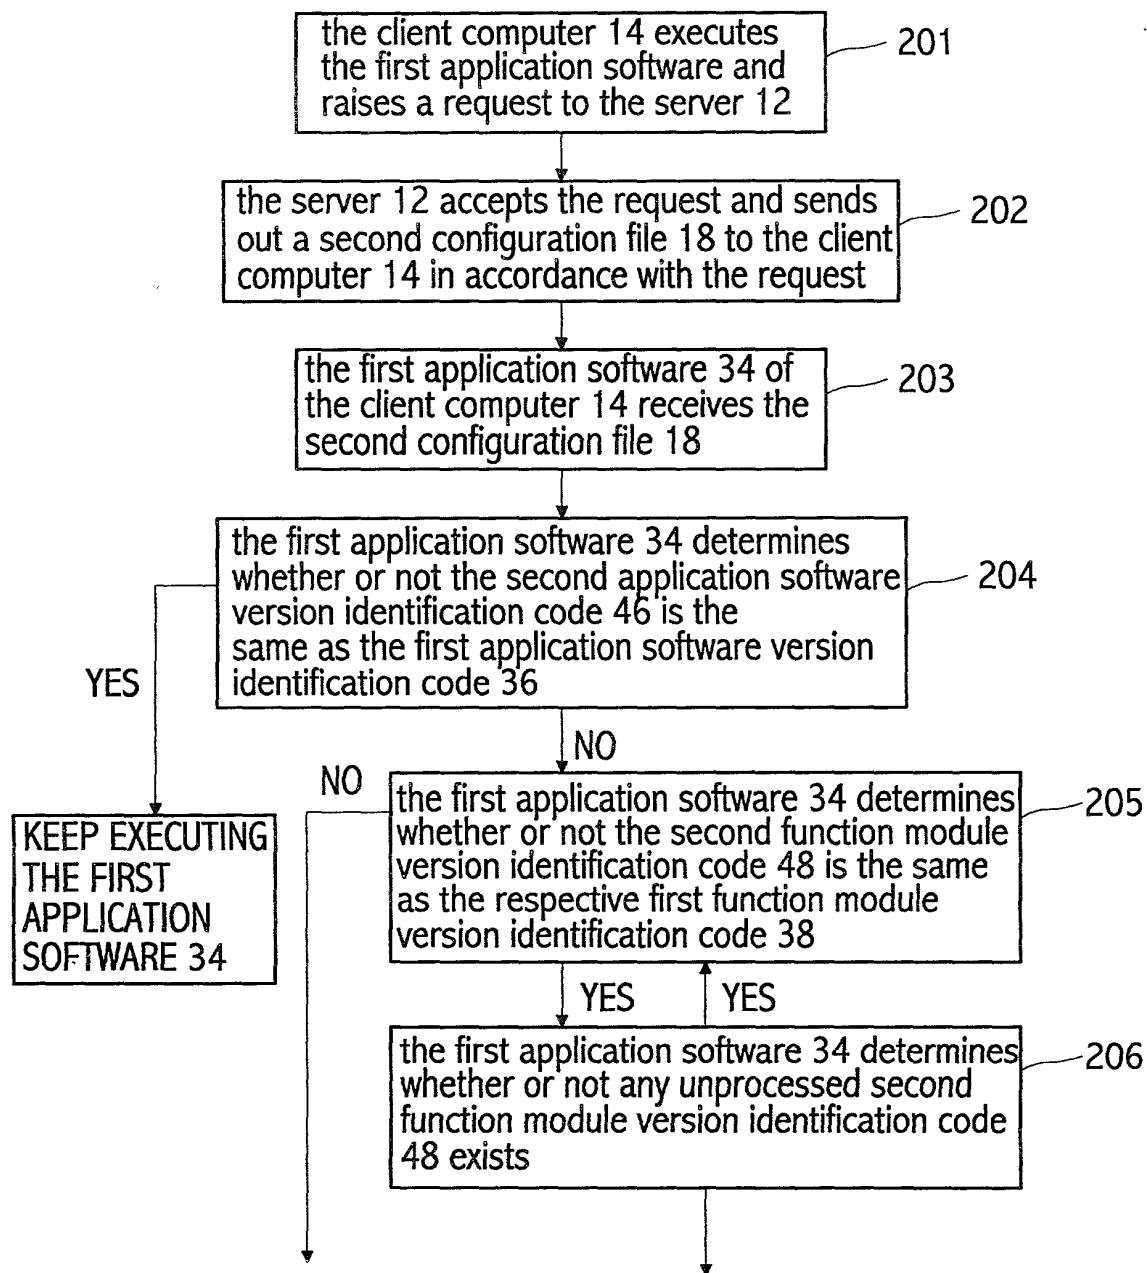 the client computer 14 executes
the first application software and
raises a request to the server 12
201
the server 12 accepts the request and sends
out a second configuration file 18 to the client
computer 14 in accordance with the request
202
the first application software 34 of
the client computer 14 receives the
second configuration file 18
203
the first application software 34 determines
whether or not the second application software
version identification code 46 is the
same as the first application software version
identification code 36
204
YES
NO
KEEP EXECUTING
THE FIRST
APPLICATION
SOFTWARE 34
NO
the first application software 34 determines
whether or not the second function module
version identification code 48 is the same
as the respective first function module
version identification code 38
205
YES
YES
the first application software 34 determines
whether or not any unprocessed second
function module version identification code
48 exists
206